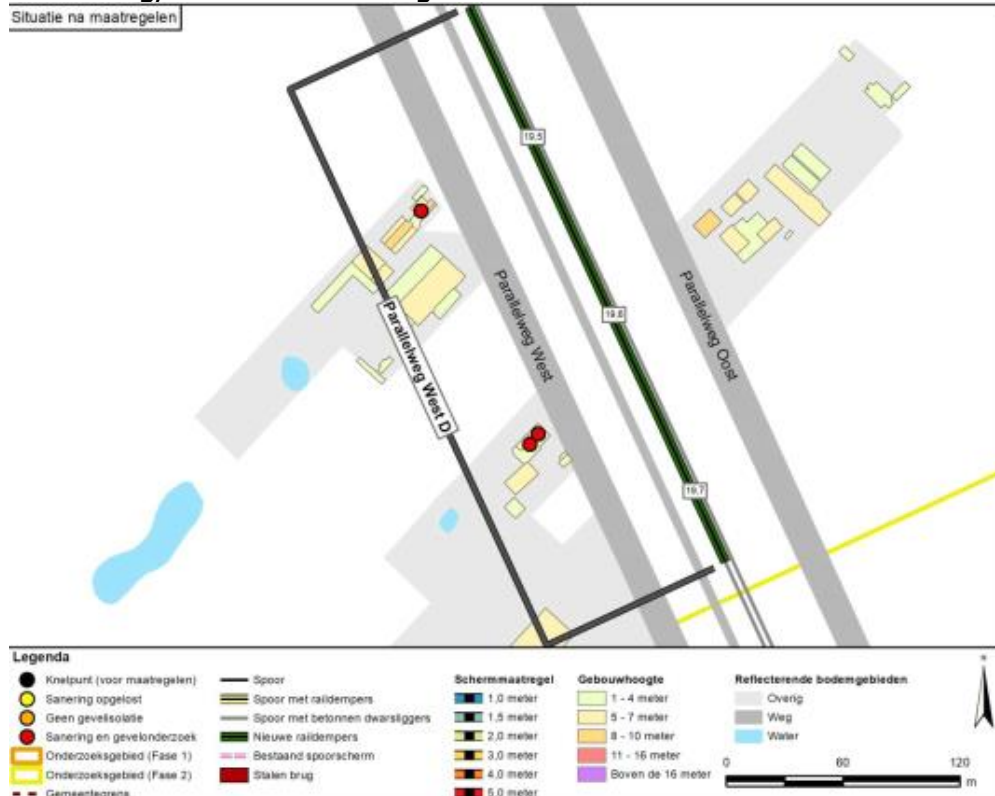 Situatie na maatregelen
19,5
19,6
19,7
Parallelweg West
Parallelweg Oost
Parallelweg West D
Legenda
Knelpunt (voor maatregelen)
Sanering opgelost
Geen gevelisolatie
Sanering en gevelonderzoek
Onderzoeksgebied (Fase 1)
Onderzoeksgebied (Fase 2)
Gemeentegrens
Spoor
Spoor met raildempers
Spoor met betonnen dwarsliggers
Nieuwe raildempers
Bestaand spoorscherm
Stalen brug
Schermmaatregel
1,0 meter
1,5 meter
2,0 meter
3,0 meter
4,0 meter
5,0 meter
Gebouwhoogte
1 - 4 meter
5 - 7 meter
8 - 10 meter
11 - 16 meter
Boven de 16 meter
Reflecterende bodemgebieden
Overig
Weg
Water
0 60 120
m